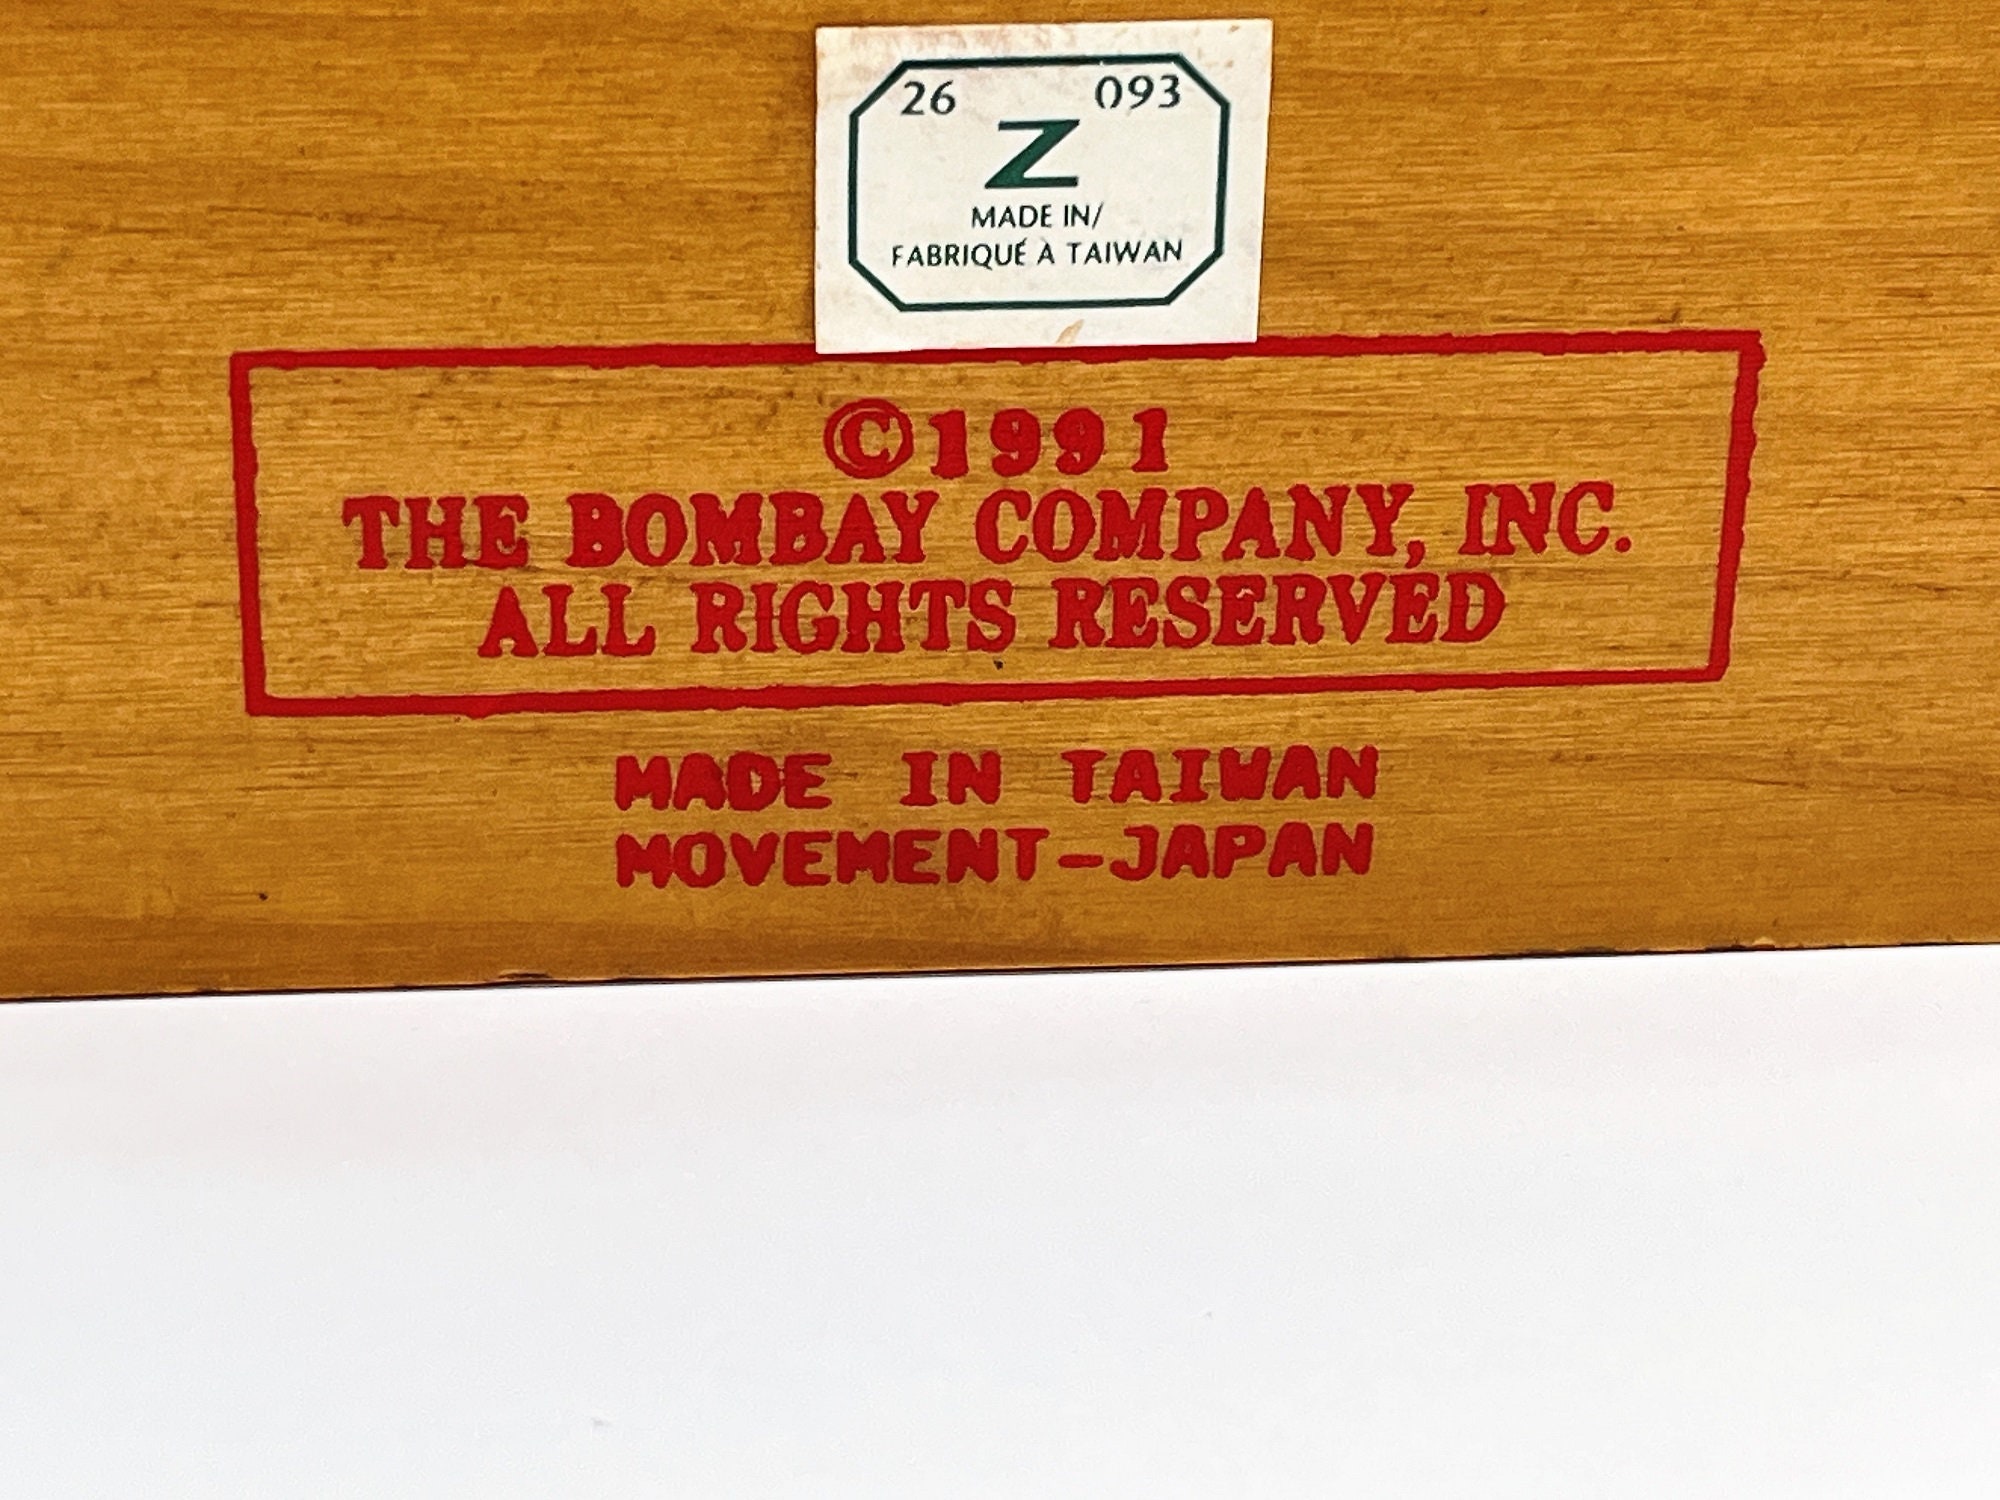 26 093
Z
MADE IN/
FABRIQUÉ À TAIWAN
©1991
THE BOMBAY COMPANY, INC.
ALL RIGHTS RESERVED
MADE IN TAIWAN
MOVEMENT-JAPAN